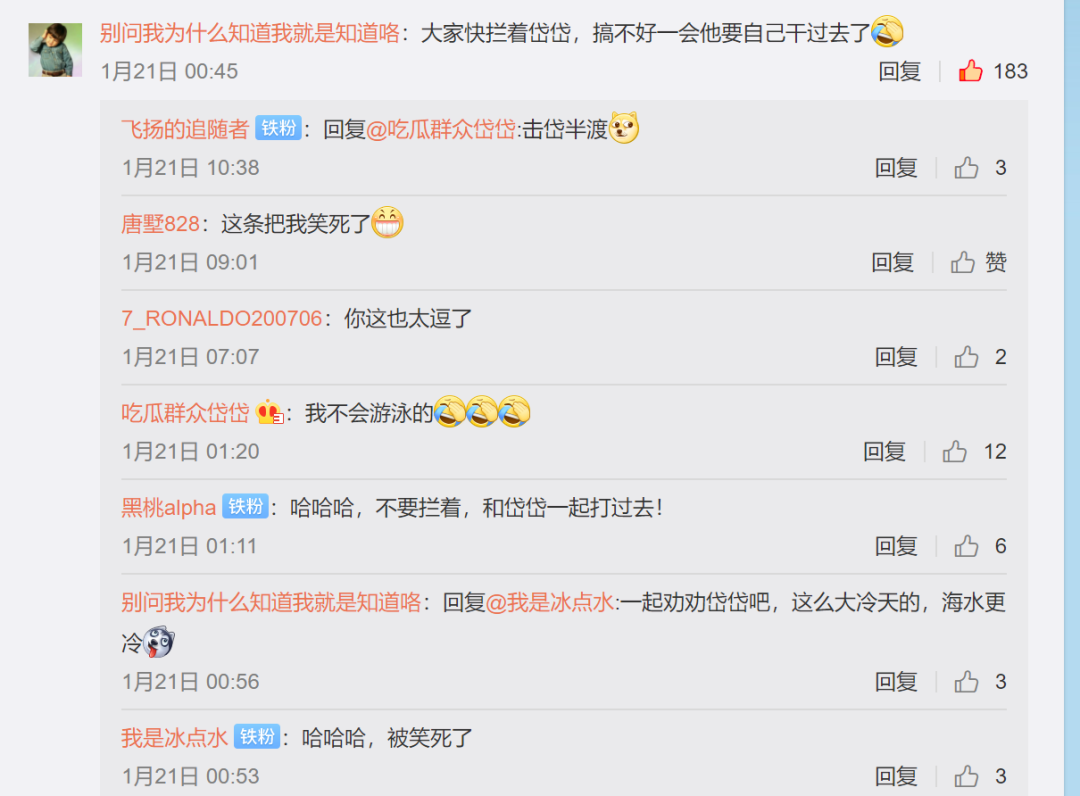 别问我为什么知道我就是知道咯：大家快拦着岱岱，搞不好一会他要自己干过去了
1月21日 00:45 回复 183
飞扬的追随者 铁粉：回复@吃瓜群众岱岱:击岱半渡
1月21日 10:38 回复 3
唐墅828：这条把我笑死了
1月21日 09:01 回复 赞
7_RONALDO200706：你这也太逗了
1月21日 07:07 回复 2
吃瓜群众岱岱：我不会游泳的
1月21日 01:20 回复 12
黑桃alpha 铁粉：哈哈哈，不要拦着，和岱岱一起打过去！
1月21日 01:11 回复 6
别问我为什么知道我就是知道咯：回复@我是冰点水:一起劝劝岱岱吧，这么大冷天的，海水更
冷
1月21日 00:56 回复 3
我是冰点水 铁粉：哈哈哈，被笑死了
1月21日 00:53 回复 3